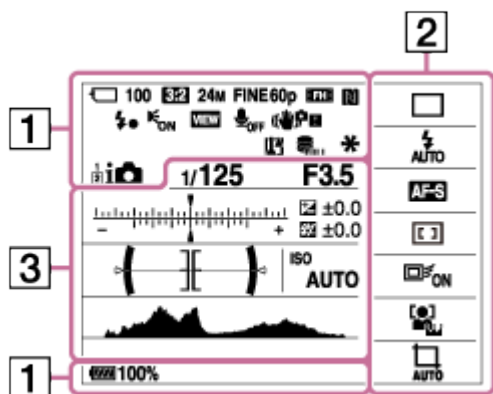 2
1
100 3:2 24M FINE 60p FHD N
ON VIEW OFF
i
1/125 F3.5
AUTO
±0.0
- + ±0.0
AF-S
3
ISO
AUTO
ON
AUTO
1
100%